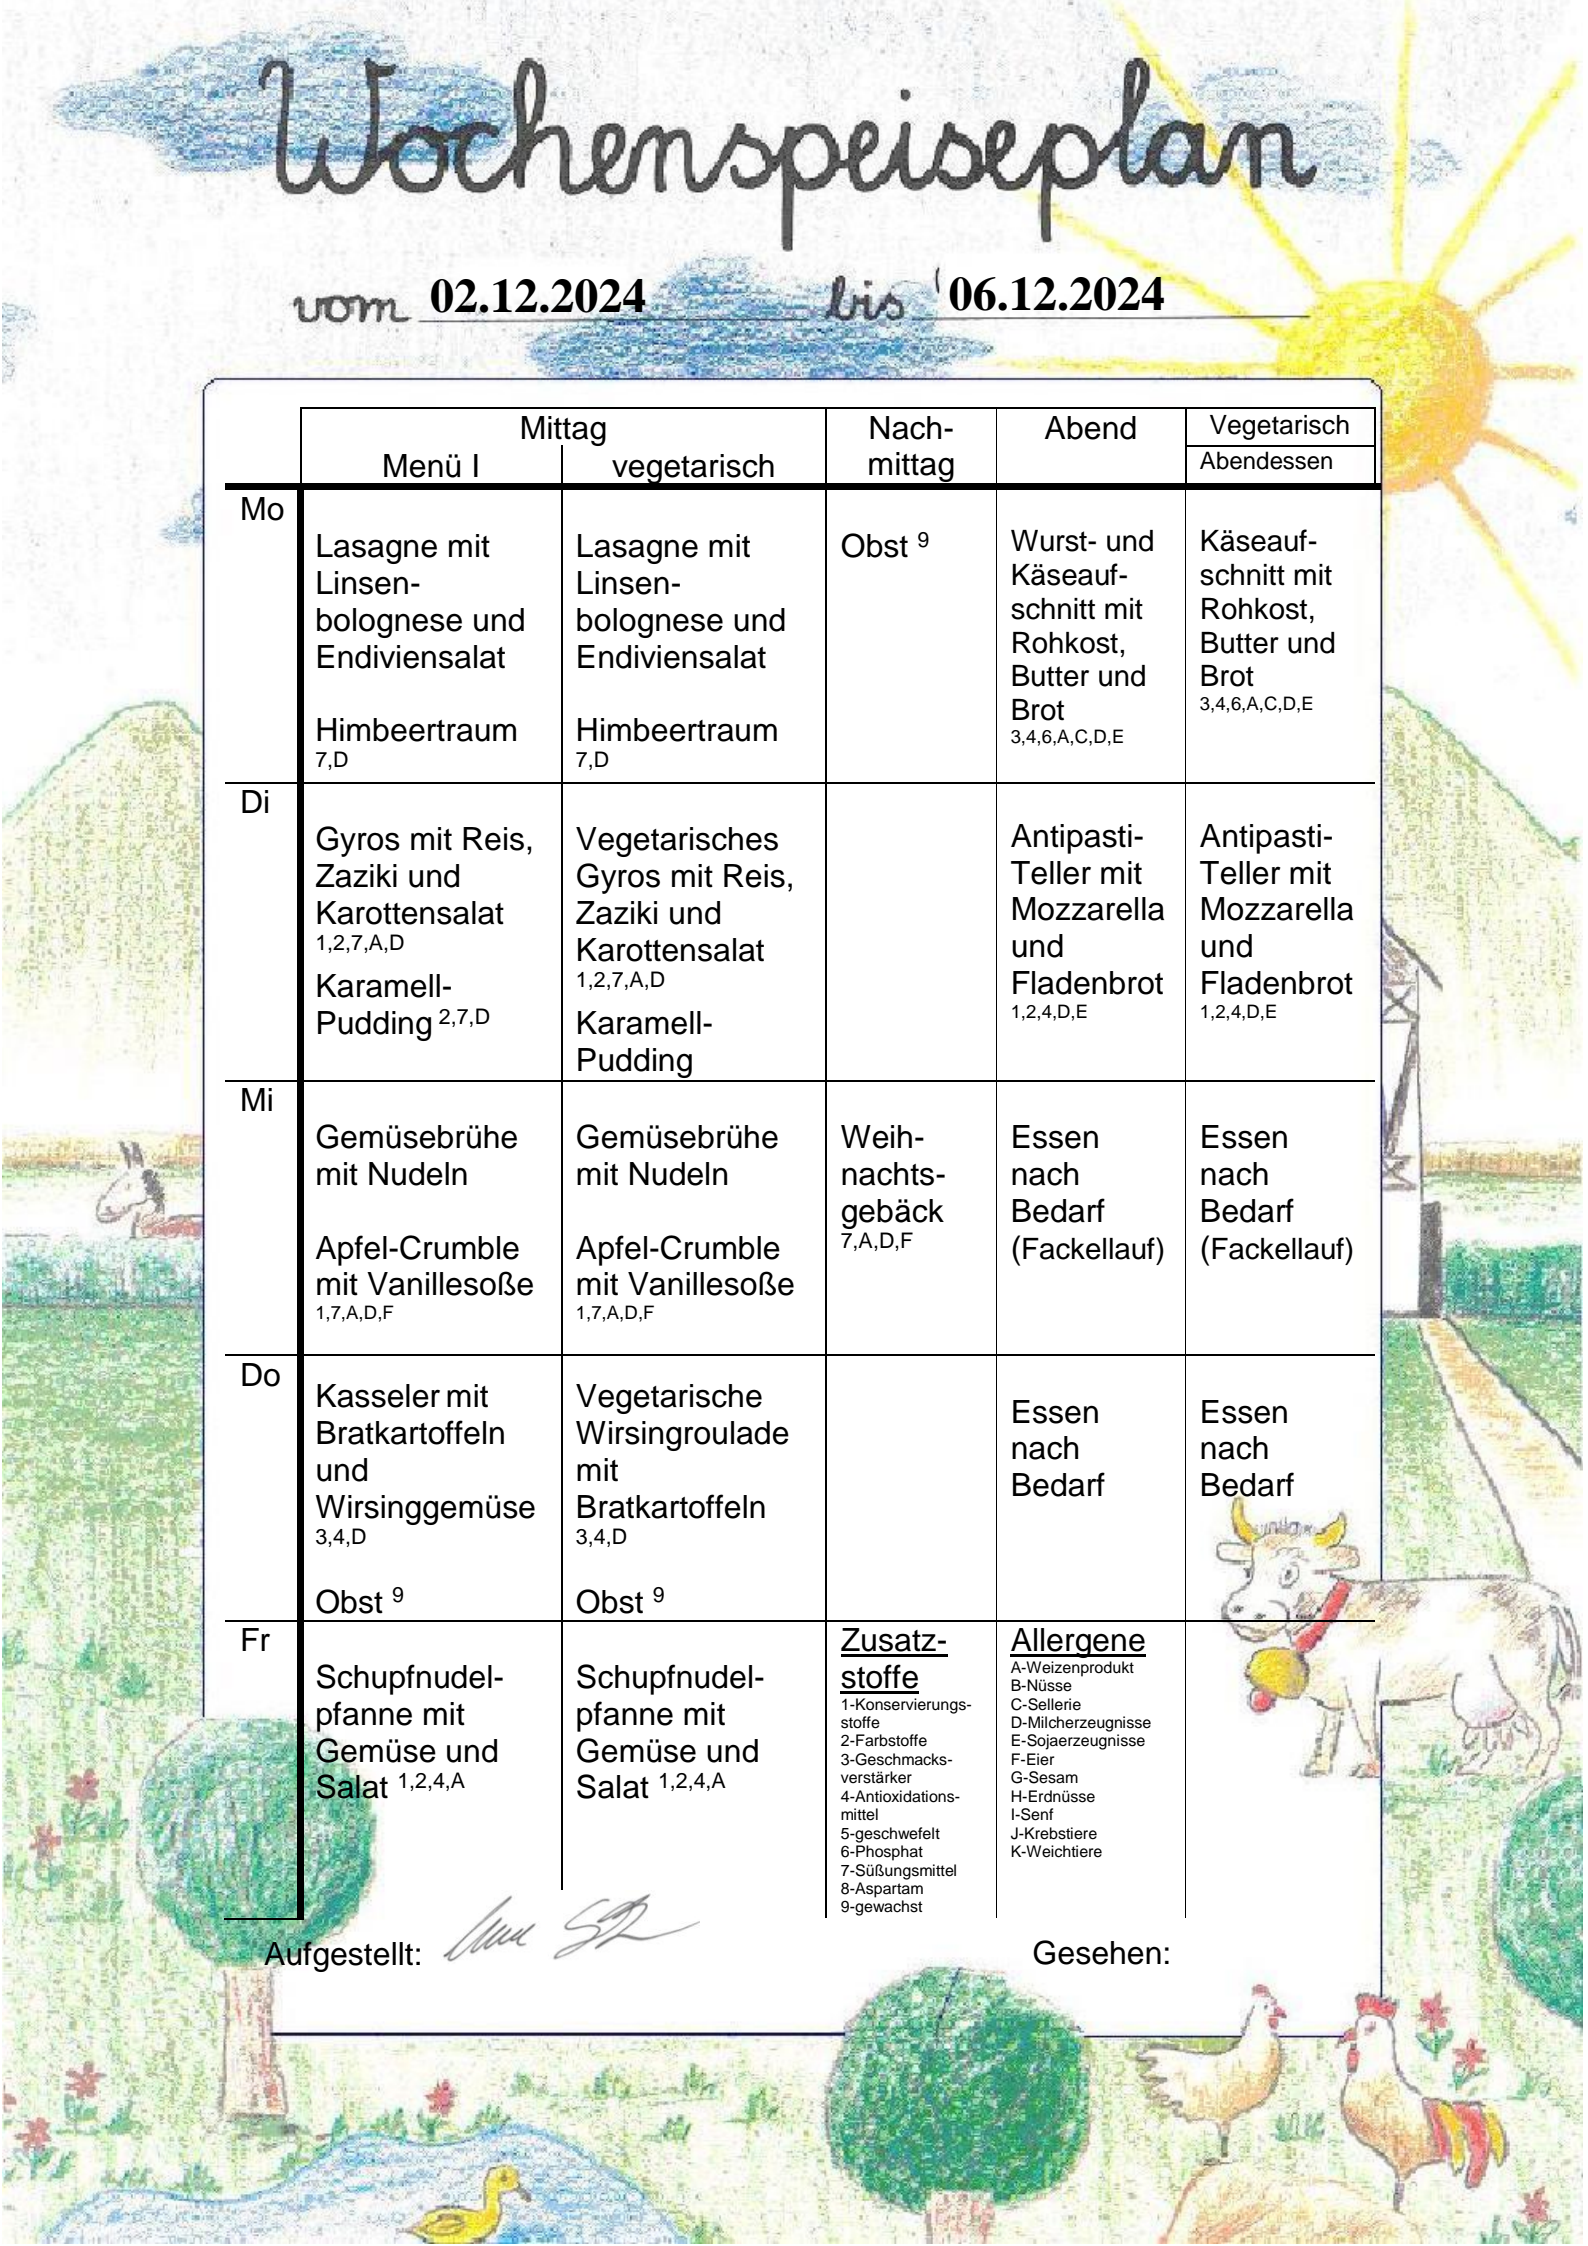 Wochenspeiseplan
vom 02.12.2024 bis 06.12.2024
Mittag
Menü I
vegetarisch
Nach-
mittag
Abend
Vegetarisch
Abendessen
Mo
Lasagne mit
Linsen-
bolognese und
Endiviensalat
Himbeertraum
7,D
Lasagne mit
Linsen-
bolognese und
Endiviensalat
Himbeertraum
7,D
Obst 9
Wurst- und
Käseauf-
schnitt mit
Rohkost,
Butter und
Brot
3,4,6,A,C,D,E
Käseauf-
schnitt mit
Rohkost,
Butter und
Brot
3,4,6,A,C,D,E
Di
Gyros mit Reis,
Zaziki und
Karottensalat
1,2,7,A,D
Karamell-
Pudding 2,7,D
Vegetarisches
Gyros mit Reis,
Zaziki und
Karottensalat
1,2,7,A,D
Karamell-
Pudding
Antipasti-
Teller mit
Mozzarella
und
Fladenbrot
1,2,4,D,E
Antipasti-
Teller mit
Mozzarella
und
Fladenbrot
1,2,4,D,E
Mi
Gemüsebrühe
mit Nudeln
Apfel-Crumble
mit Vanillesoße
1,7,A,D,F
Gemüsebrühe
mit Nudeln
Apfel-Crumble
mit Vanillesoße
1,7,A,D,F
Weih-
nachts-
gebäck
7,A,D,F
Essen
nach
Bedarf
(Fackellauf)
Essen
nach
Bedarf
(Fackellauf)
Do
Kasseler mit
Bratkartoffeln
und
Wirsinggemüse
3,4,D
Obst 9
Vegetarische
Wirsingroulade
mit
Bratkartoffeln
3,4,D
Obst 9
Essen
nach
Bedarf
Essen
nach
Bedarf
Fr
Schupfnudel-
pfanne mit
Gemüse und
Salat 1,2,4,A
Schupfnudel-
pfanne mit
Gemüse und
Salat 1,2,4,A
Zusatz-
stoffe
1-Konservierungs-
stoffe
2-Farbstoffe
3-Geschmacks-
verstärker
4-Antioxidations-
mittel
5-geschwefelt
6-Phosphat
7-Süßungsmittel
8-Aspartam
9-gewachst
Allergene
A-Weizenprodukt
B-Nüsse
C-Sellerie
D-Milcherzeugnisse
E-Sojaerzeugnisse
F-Eier
G-Sesam
H-Erdnüsse
I-Senf
J-Krebstiere
K-Weichtiere
Aufgestellt:
Gesehen: